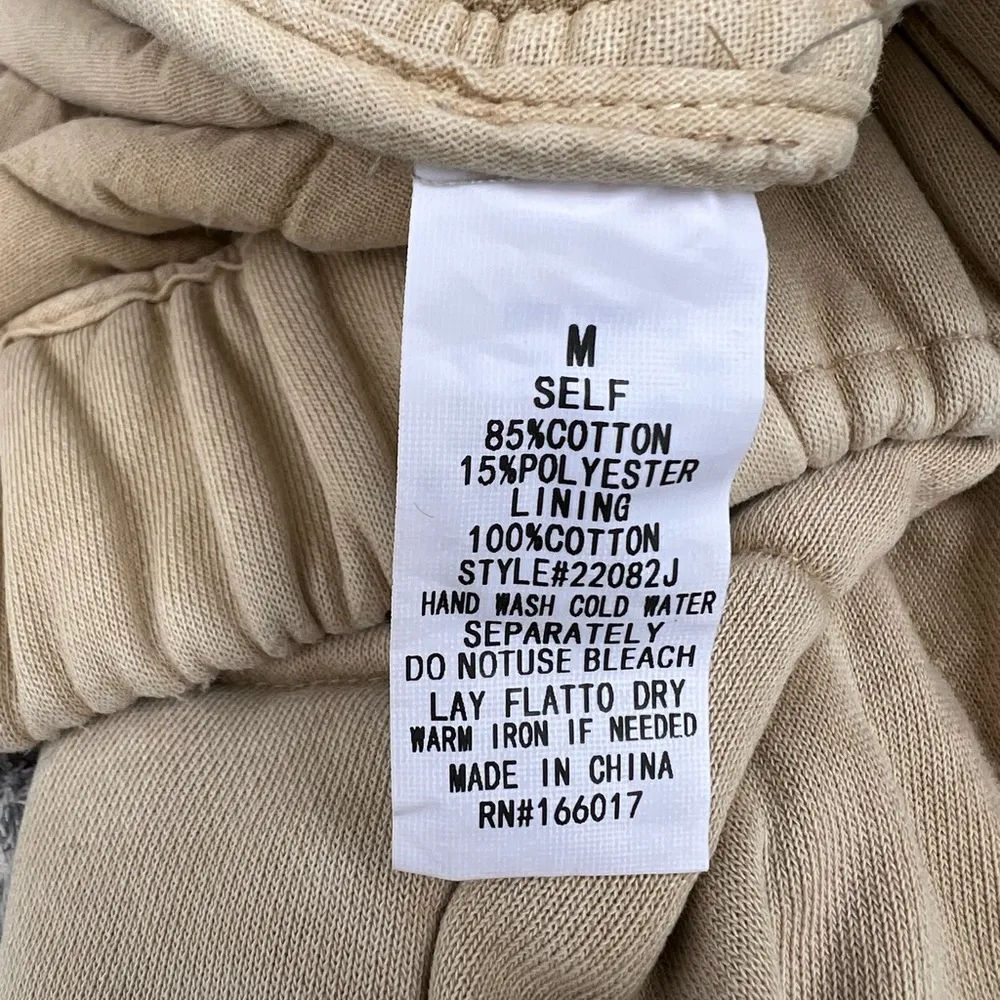 M
SELF
85%COTTON
15%POLYESTER
LINING
100%COTTON
STYLE#22082J
HAND WASH COLD WATER
SEPARATELY
DO NOTUSE BLEACH
LAY FLATTO DRY
WARM IRON IF NEEDED
MADE IN CHINA
RN#166017